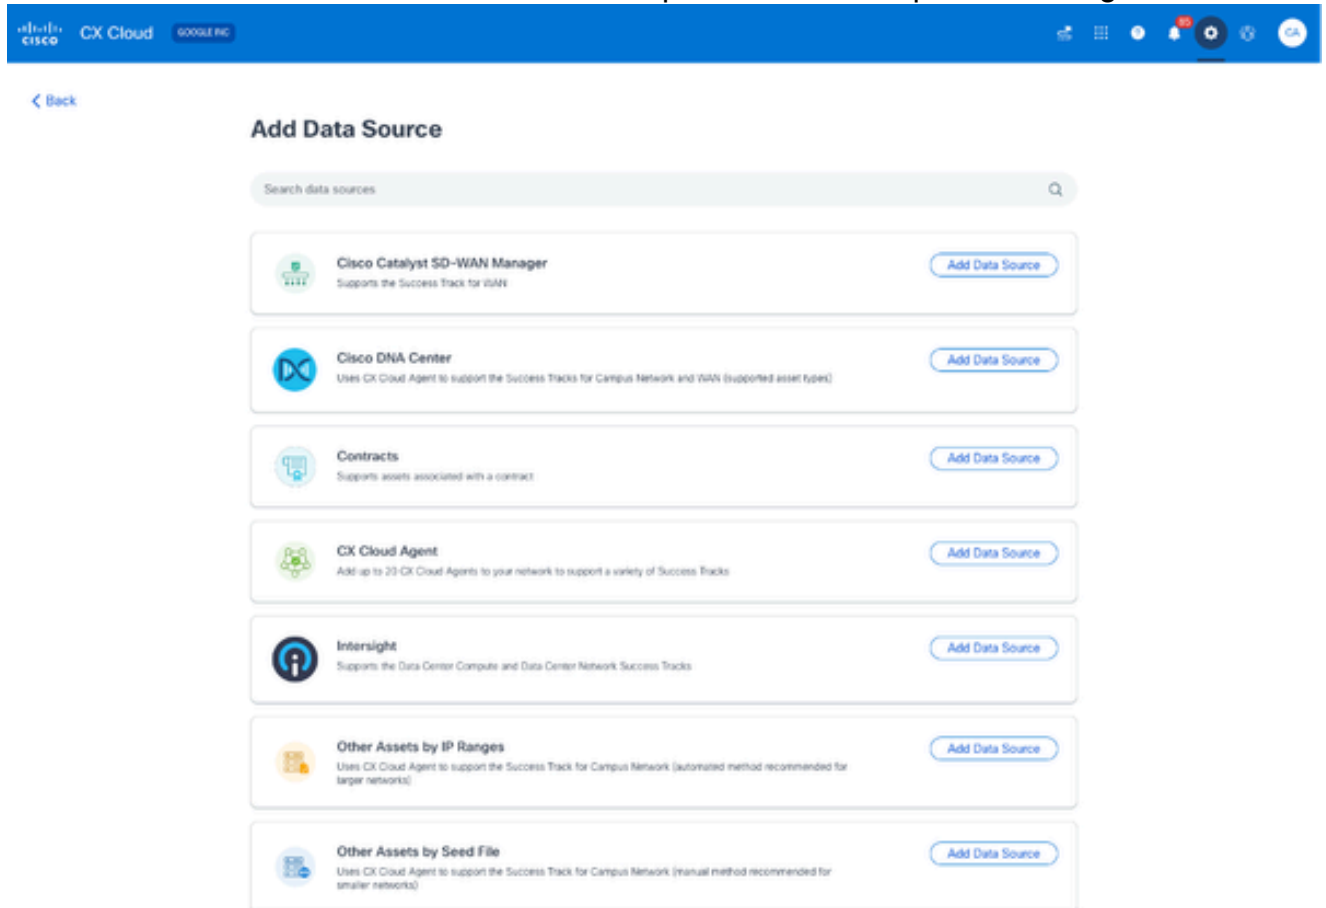 cisco CX Cloud GOOGLE INC 85 CA
Back
Add Data Source
Search data sources
Cisco Catalyst SD-WAN Manager Add Data Source
Supports the Success Track for WAN
Cisco DNA Center Add Data Source
Uses CX Cloud Agent to support the Success Tracks for Campus Network and WAN (supported asset types)
Contracts Add Data Source
Supports assets associated with a contract
CX Cloud Agent Add Data Source
Add up to 20 CX Cloud Agents to your network to support a variety of Success Tracks
Intersight Add Data Source
Supports the Data Center Compute and Data Center Network Success Tracks
Other Assets by IP Ranges Add Data Source
Uses CX Cloud Agent to support the Success Track for Campus Network (automated method recommended for
larger networks)
Other Assets by Seed File Add Data Source
Uses CX Cloud Agent to support the Success Track for Campus Network (manual method recommended for
smaller networks)